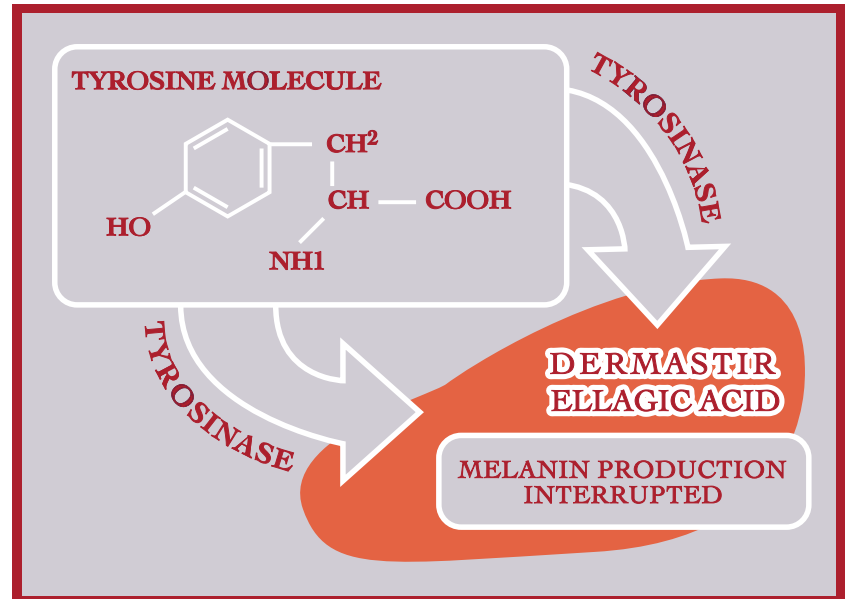 TYROSINE MOLECULE
CH²
CH
COOH
HO
NH1
TYROSINASE
TYROSINASE
DERMASTIR
ELLAGIC ACID
MELANIN PRODUCTION
INTERRUPTED